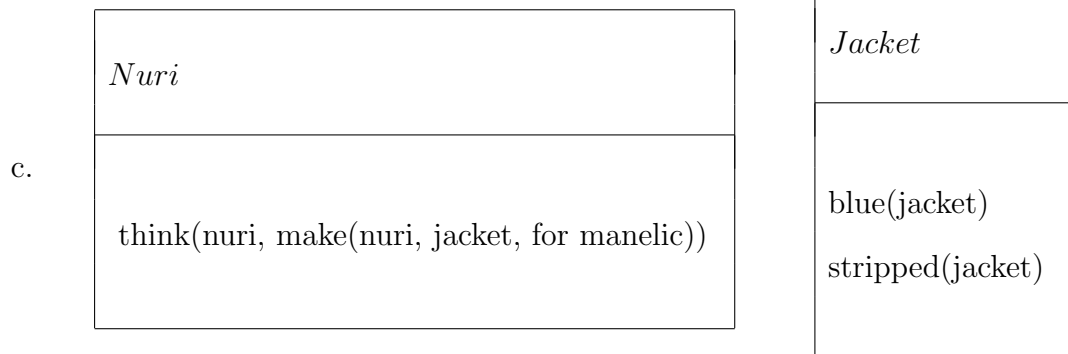 c.
Nuri
think(nuri, make(nuri, jacket, for manelic))
Jacket
blue(jacket)
stripped(jacket)